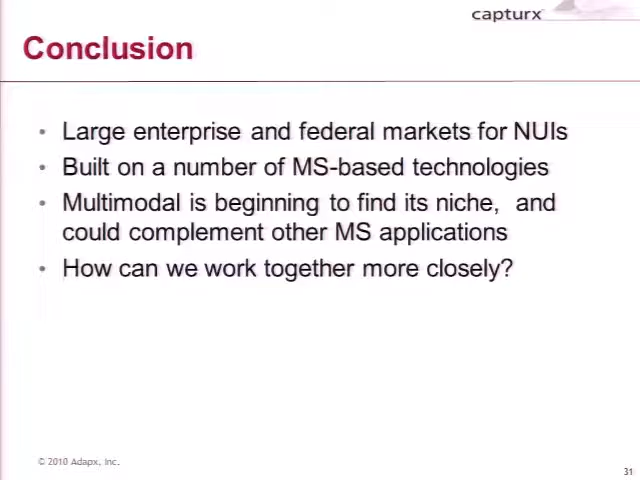 capturx
Conclusion
• Large enterprise and federal markets for NUIs
• Built on a number of MS-based technologies
• Multimodal is beginning to find its niche, and
could complement other MS applications
• How can we work together more closely?
© 2010 Adapx, Inc.
31